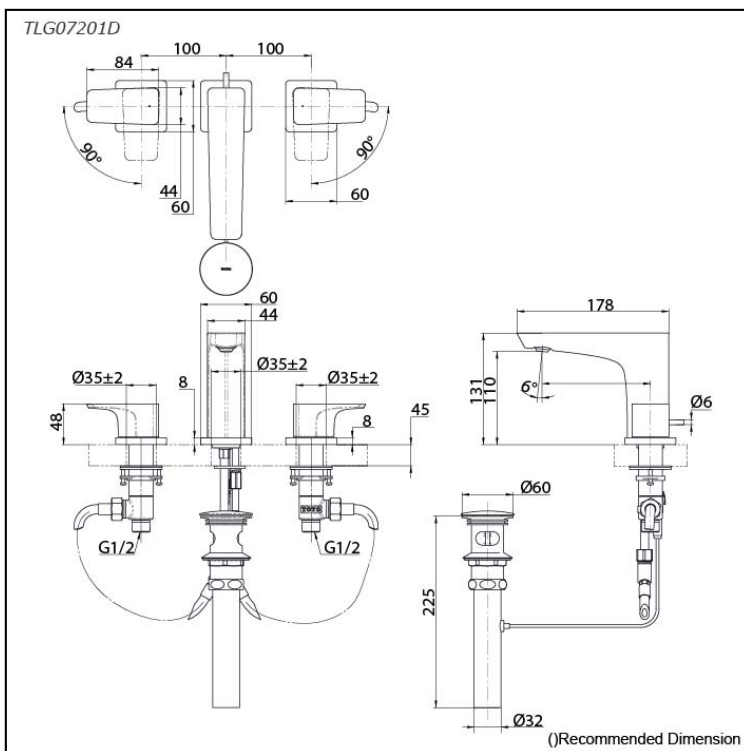 TLG07201D
100 100
84
90°
90°
44
60
60
60
44
178
Ø35±2
Ø35±2
Ø35±2
8
8
48
45
131
110
6°
Ø6
G1/2
TOTO
G1/2
Ø60
225
Ø32
()Recommended Dimension